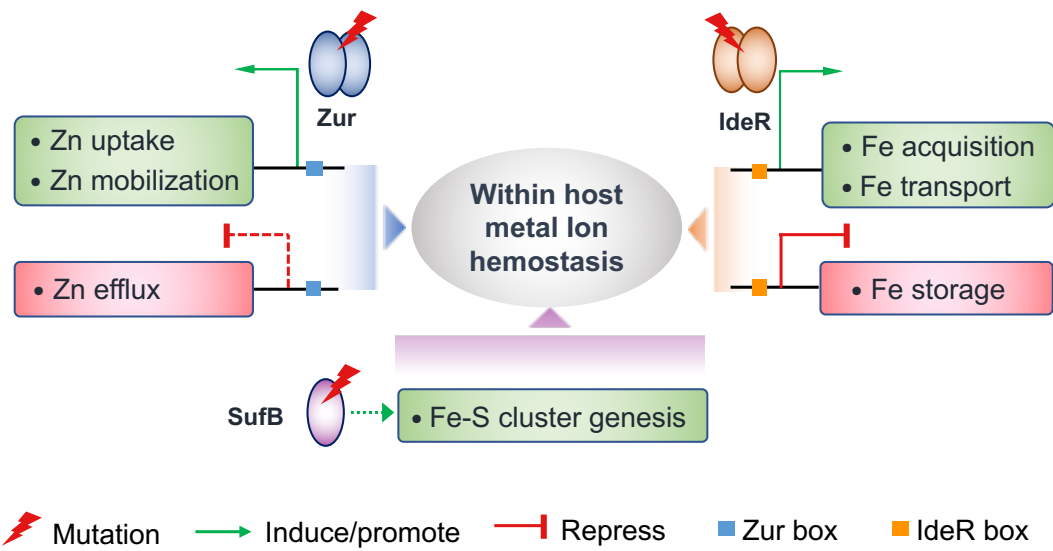 Zur
IdeR
• Zn uptake
• Zn mobilization
• Fe acquisition
• Fe transport
Within host
metal Ion
hemostasis
• Zn efflux
• Fe storage
SufB
• Fe-S cluster genesis
Mutation
Induce/promote
Repress
Zur box
IdeR box